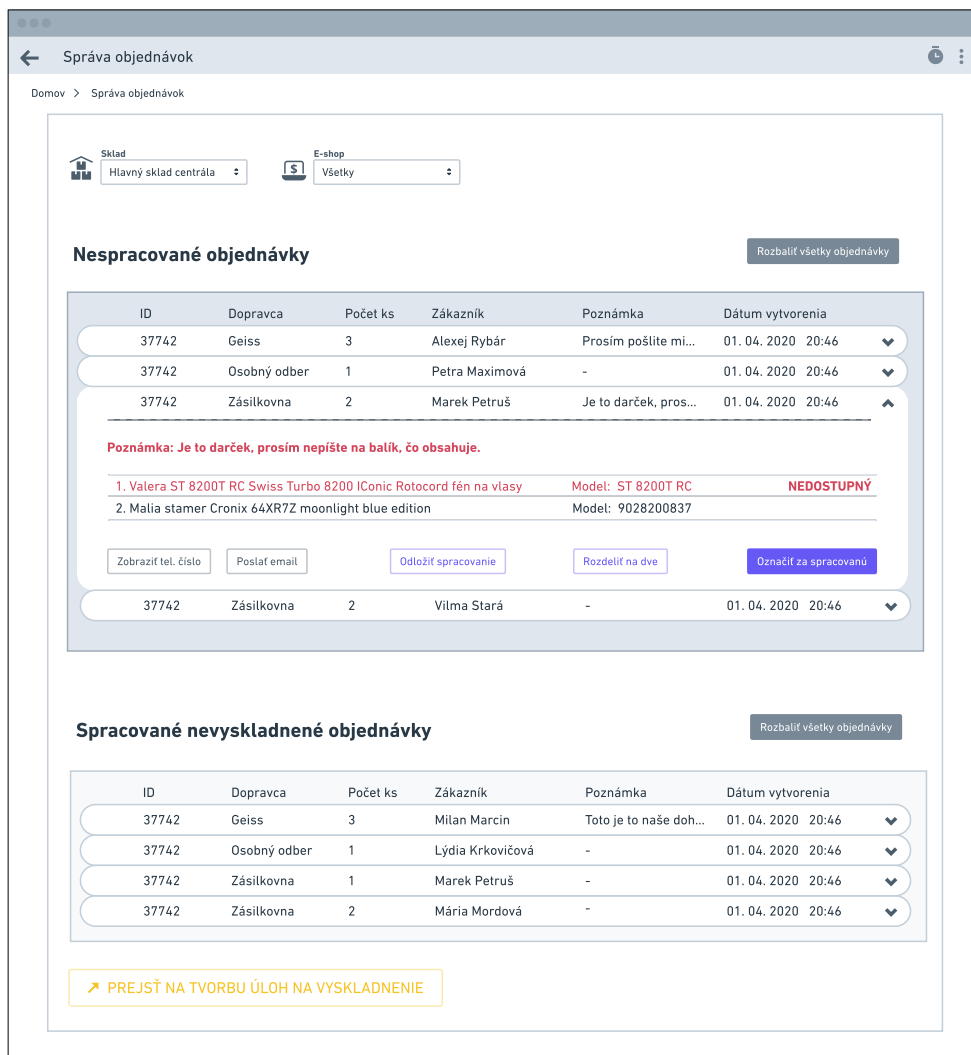 Správa objednávok
Domov > Správa objednávok
Sklad
Hlavný sklad centrála
E-shop
Všetky
Nespracované objednávky
Rozbaliť všetky objednávky
ID Dopravca Počet ks Zákazník Poznámka Dátum vytvorenia
37742 Geiss 3 Alexej Rybár Prosím pošlite mi... 01. 04. 2020 20:46
37742 Osobný odber 1 Petra Maximová - 01. 04. 2020 20:46
37742 Zásilkovna 2 Marek Petruš Je to darček, pros... 01. 04. 2020 20:46
Poznámka: Je to darček, prosím nepíšte na balík, čo obsahuje.
1. Valera ST 8200T RC Swiss Turbo 8200 IConic Rotocord fén na vlasy Model: ST 8200T RC NEDOSTUPNÝ
2. Malia stamer Cronix 64XR7Z moonlight blue edition Model: 9028200837
Zobraziť tel. číslo Poslať email Odložiť spracovanie Rozdeliť na dve Označiť za spracovanú
37742 Zásilkovna 2 Vilma Stará - 01. 04. 2020 20:46
Spracované nevyskladnené objednávky
Rozbaliť všetky objednávky
ID Dopravca Počet ks Zákazník Poznámka Dátum vytvorenia
37742 Geiss 3 Milan Marcin Toto je to naše doh... 01. 04. 2020 20:46
37742 Osobný odber 1 Lýdia Krkovičová - 01. 04. 2020 20:46
37742 Zásilkovna 1 Marek Petruš - 01. 04. 2020 20:46
37742 Zásilkovna 2 Mária Mordová - 01. 04. 2020 20:46
PREJSŤ NA TVORBU ÚLOH NA VYSKLADNENIE